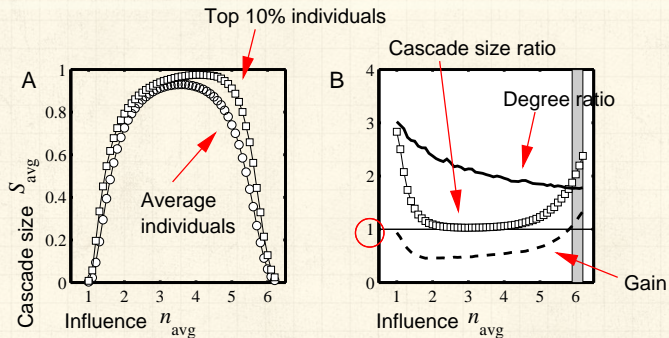 Top 10% individuals
A
Cascade size S_avg
1
0.8
0.6
0.4
0.2
0
Average
individuals
1 2 3 4 5 6
Influence n_avg
B
Cascade size ratio
Degree ratio
4
3
2
1
0
Gain
1 2 3 4 5 6
Influence n_avg